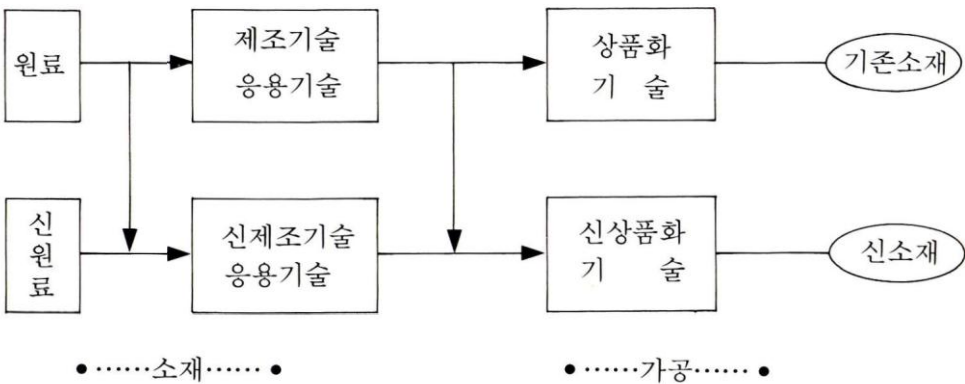 원료
제조기술
응용기술
상품화
기 술
기존소재
신
원
료
신제조기술
응용기술
신상품화
기 술
신소재
●······소재······●
●······가공······●